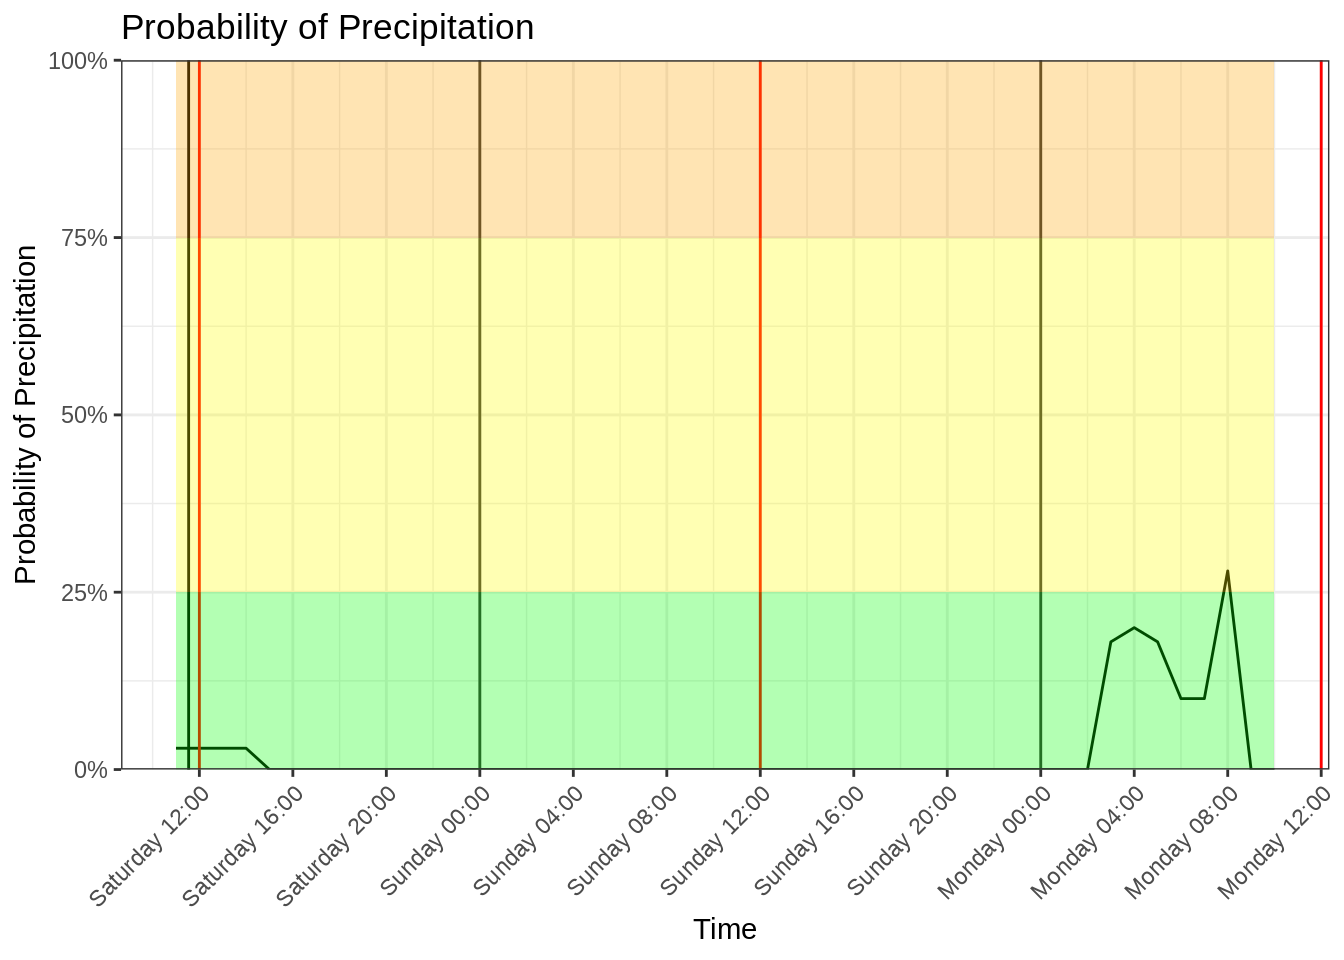 Probability of Precipitation
100%
75%
50%
25%
0%
Probability of Precipitation
Saturday 12:00
Saturday 16:00
Saturday 20:00
Sunday 00:00
Sunday 04:00
Sunday 08:00
Sunday 12:00
Sunday 16:00
Sunday 20:00
Monday 00:00
Monday 04:00
Monday 08:00
Monday 12:00
Time